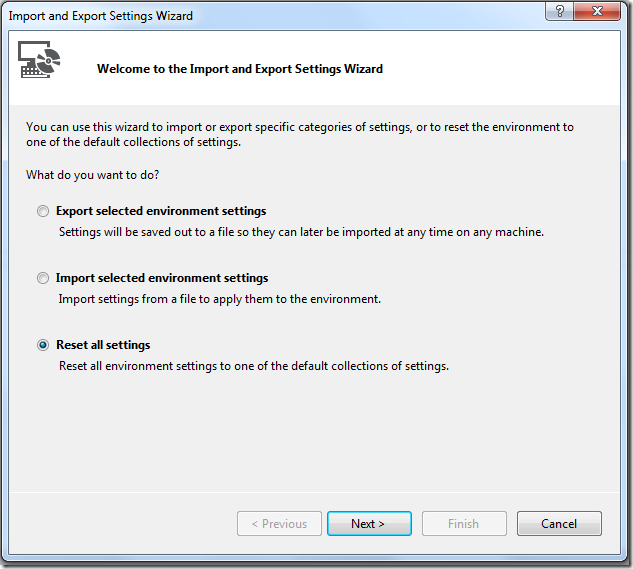 Import and Export Settings Wizard
?
Welcome to the Import and Export Settings Wizard
You can use this wizard to import or export specific categories of settings, or to reset the environment to
one of the default collections of settings.
What do you want to do?
Export selected environment settings
Settings will be saved out to a file so they can later be imported at any time on any machine.
Import selected environment settings
Import settings from a file to apply them to the environment.
Reset all settings
Reset all environment settings to one of the default collections of settings.
< Previous Next > Finish Cancel